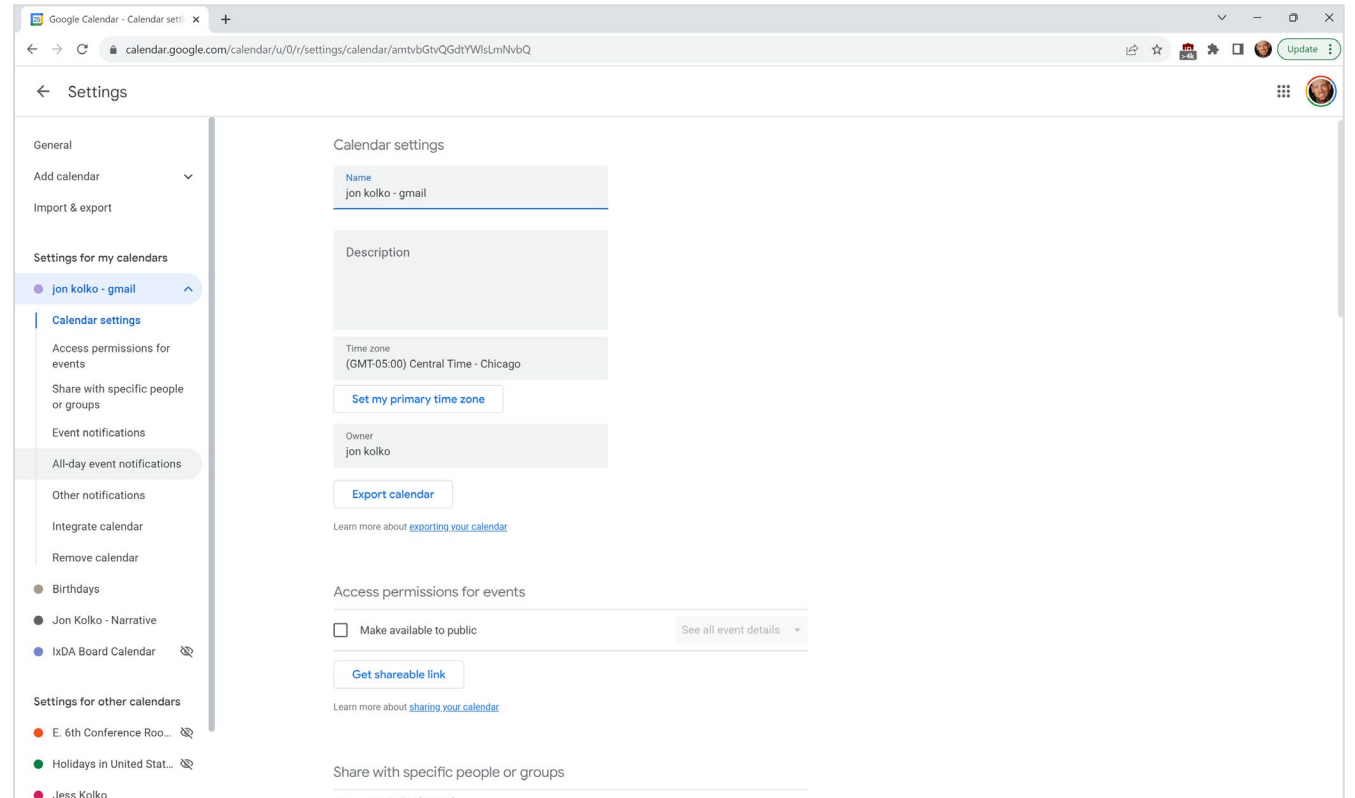 Google Calendar - Calendar sett
calendar.google.com/calendar/u/0/r/settings/calendar/amtvbGtvQGdtYWlsLmNvbQ
>4k
Update
Settings
General
Add calendar
Import & export
Settings for my calendars
jon kolko - gmail
Calendar settings
Access permissions for
events
Share with specific people
or groups
Event notifications
All-day event notifications
Other notifications
Integrate calendar
Remove calendar
Birthdays
Jon Kolko - Narrative
IxDA Board Calendar
Settings for other calendars
E. 6th Conference Roo...
Holidays in United Stat...
Jess Kolko
Calendar settings
Name
jon kolko - gmail
Description
Time zone
(GMT-05:00) Central Time - Chicago
Set my primary time zone
Owner
jon kolko
Export calendar
Learn more about exporting your calendar
Access permissions for events
Make available to public
See all event details
Get shareable link
Learn more about sharing your calendar
Share with specific people or groups